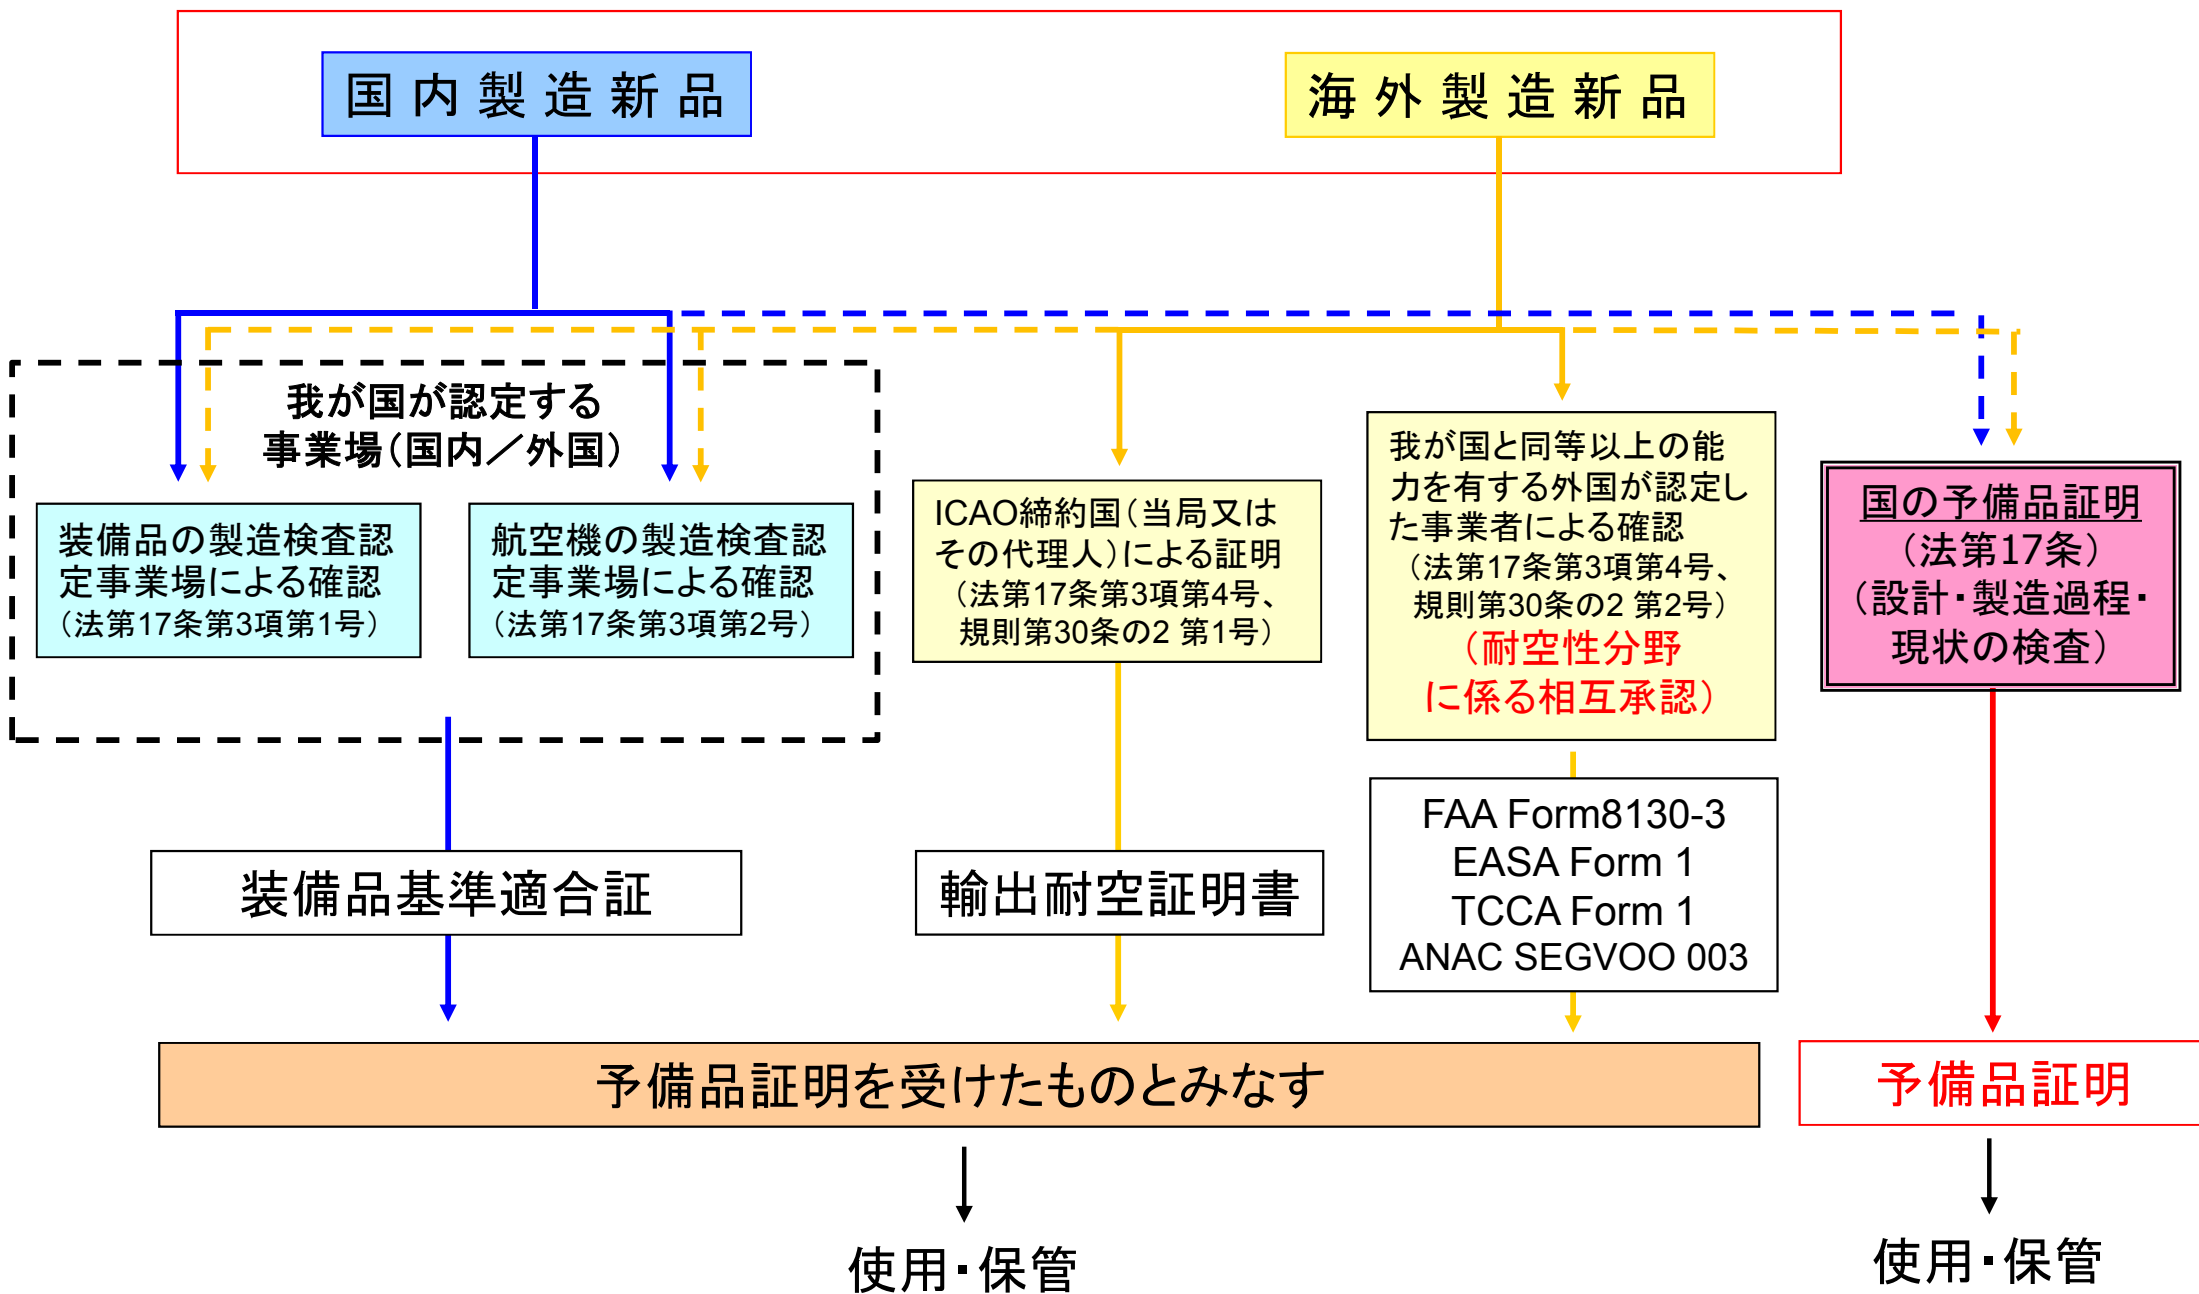 国内製造新品
海外製造新品
我が国が認定する
事業場（国内／外国）
装備品の製造検査認
定事業場による確認
（法第17条第3項第1号）
航空機の製造検査認
定事業場による確認
（法第17条第3項第2号）
ICAO締約国（当局又は
その代理人）による証明
（法第17条第3項第4号、
規則第30条の2 第1号）
我が国と同等以上の能
力を有する外国が認定し
た事業者による確認
（法第17条第3項第4号、
規則第30条の2 第2号）
（耐空性分野
に係る相互承認）
国の予備品証明
（法第17条）
（設計・製造過程・
現状の検査）
装備品基準適合証
輸出耐空証明書
FAA Form8130-3
EASA Form 1
TCCA Form 1
ANAC SEGVOO 003
予備品証明を受けたものとみなす
予備品証明
使用・保管
使用・保管